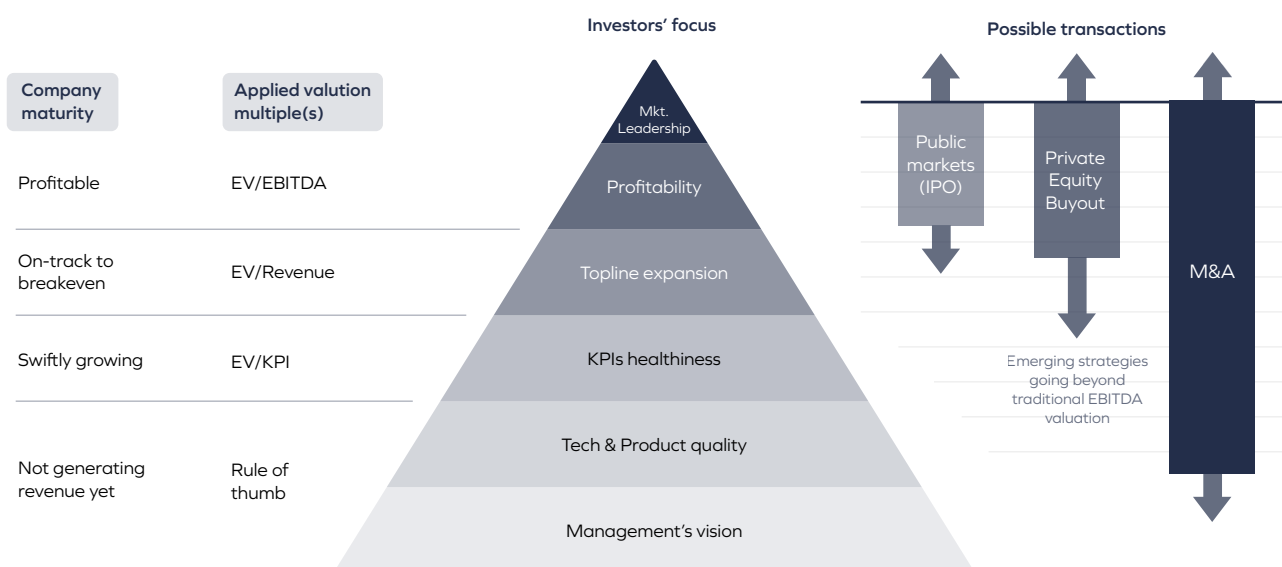 Investors’ focus
Possible transactions
Company
maturity
Applied valution
multiple(s)
Mkt.
Leadership
Public
markets
(IPO)
Private
Equity
Buyout
Profitable
EV/EBITDA
Profitability
On-track to
breakeven
EV/Revenue
Topline expansion
M&A
Swiftly growing
EV/KPI
KPIs healthiness
Emerging strategies
going beyond
traditional EBITDA
valuation
Tech & Product quality
Not generating
revenue yet
Rule of
thumb
Management’s vision